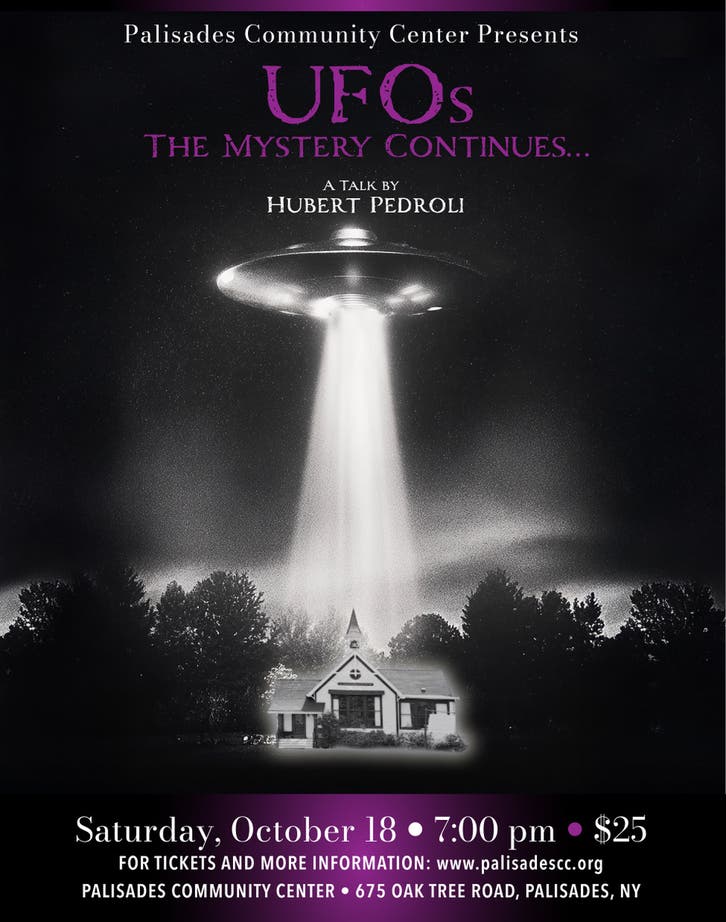 Palisades Community Center Presents
UFOs
The Mystery Continues...
A Talk by
Hubert Pedroli
Saturday, October 18 • 7:00 pm • $25
FOR TICKETS AND MORE INFORMATION: www.palisadescc.org
PALISADES COMMUNITY CENTER • 675 OAK TREE ROAD, PALISADES, NY